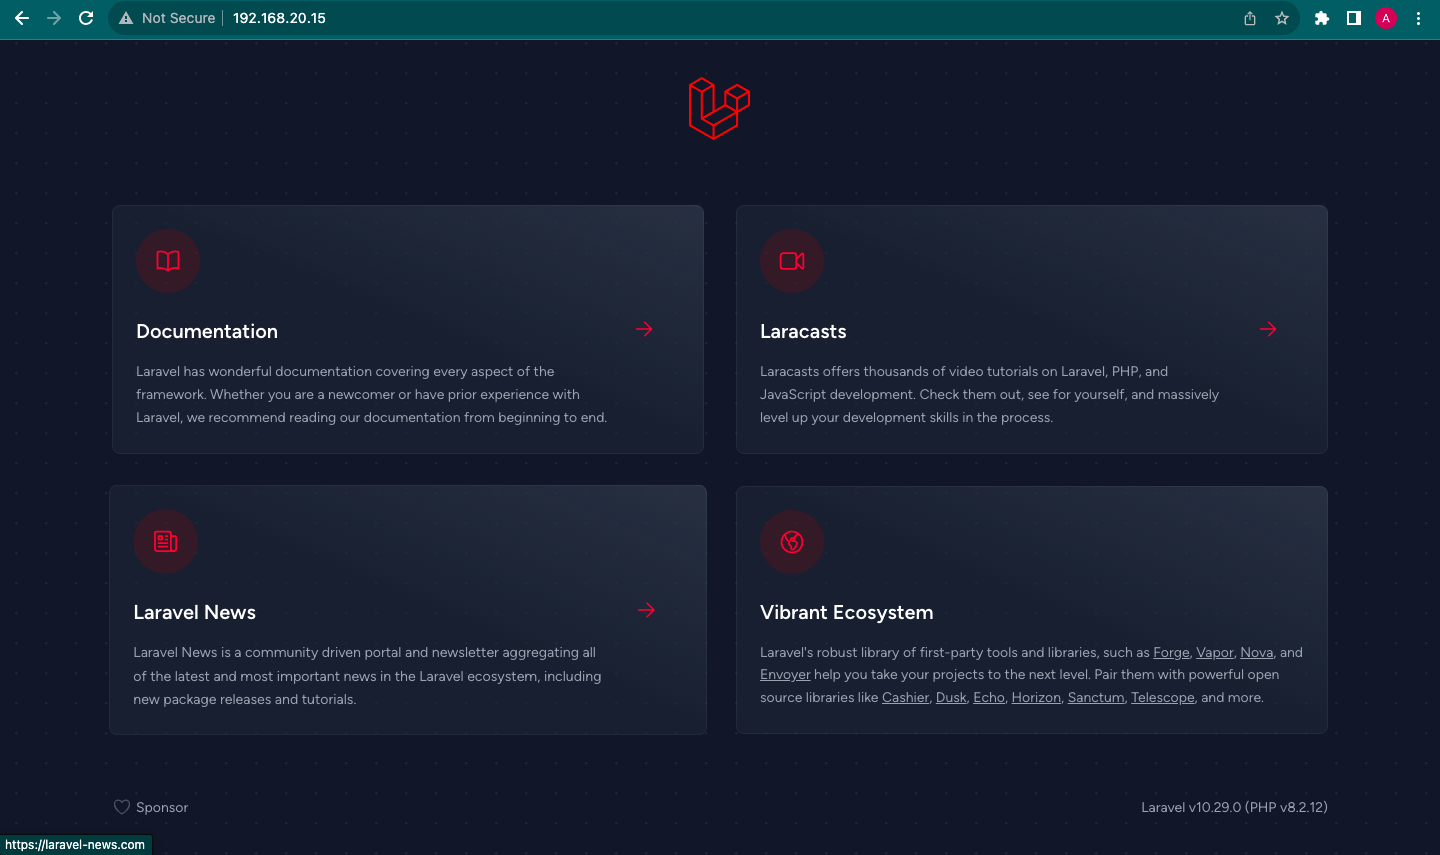 Not Secure
192.168.20.15
A
Documentation
Laravel has wonderful documentation covering every aspect of the
framework. Whether you are a newcomer or have prior experience with
Laravel, we recommend reading our documentation from beginning to end.
Laracasts
Laracasts offers thousands of video tutorials on Laravel, PHP, and
JavaScript development. Check them out, see for yourself, and massively
level up your development skills in the process.
Laravel News
Laravel News is a community driven portal and newsletter aggregating all
of the latest and most important news in the Laravel ecosystem, including
new package releases and tutorials.
Vibrant Ecosystem
Laravel's robust library of first-party tools and libraries, such as Forge, Vapor, Nova, and
Envoyer help you take your projects to the next level. Pair them with powerful open
source libraries like Cashier, Dusk, Echo, Horizon, Sanctum, Telescope, and more.
Sponsor
Laravel v10.29.0 (PHP v8.2.12)
https://laravel-news.com